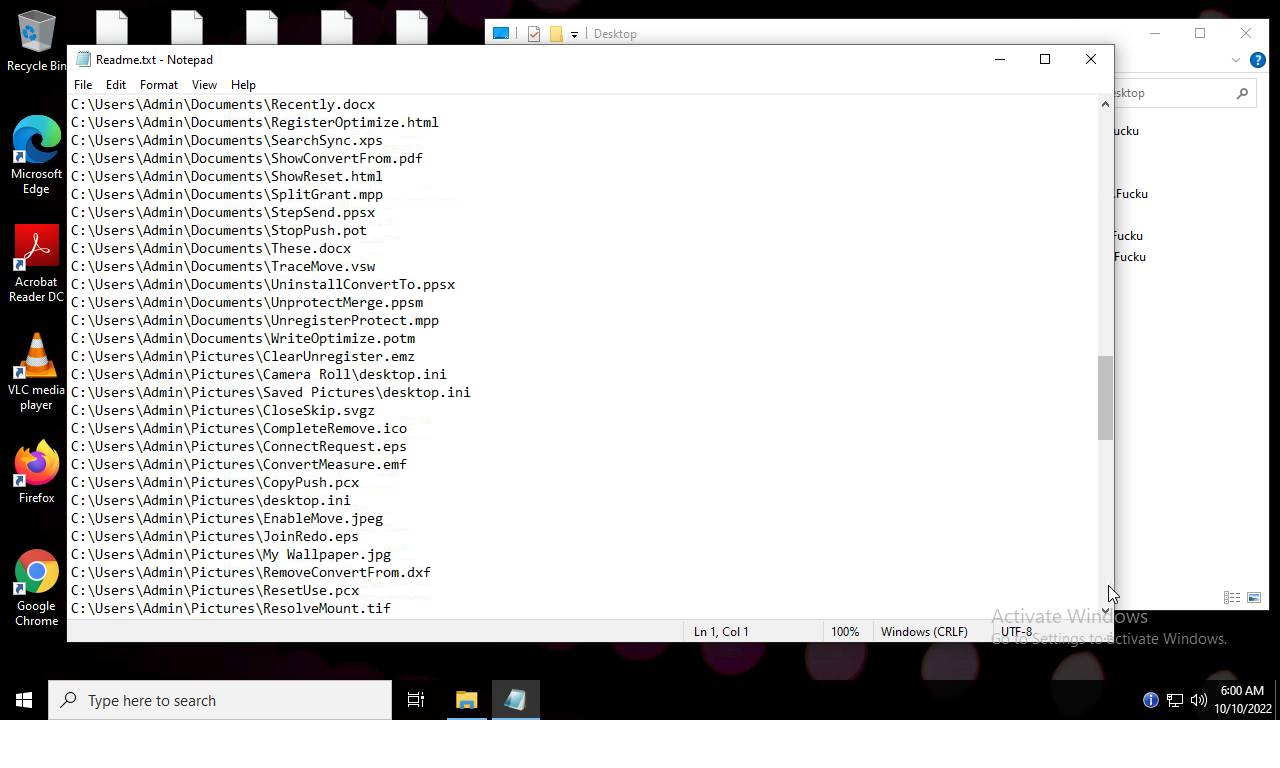 Recycle Bin
Microsoft
Edge
Acrobat
Reader DC
VLC media
player
Firefox
Google
Chrome
Desktop
Readme.txt - Notepad
File Edit Format View Help
C:\Users\Admin\Documents\Recently.docx
C:\Users\Admin\Documents\RegisterOptimize.html
C:\Users\Admin\Documents\SearchSync.xps
C:\Users\Admin\Documents\ShowConvertFrom.pdf
C:\Users\Admin\Documents\ShowReset.html
C:\Users\Admin\Documents\SplitGrant.mpp
C:\Users\Admin\Documents\StepSend.ppsx
C:\Users\Admin\Documents\StopPush.pot
C:\Users\Admin\Documents\These.docx
C:\Users\Admin\Documents\TraceMove.vsw
C:\Users\Admin\Documents\UninstallConvertTo.ppsx
C:\Users\Admin\Documents\UnprotectMerge.ppsm
C:\Users\Admin\Documents\UnregisterProtect.mpp
C:\Users\Admin\Documents\WriteOptimize.potm
C:\Users\Admin\Pictures\ClearUnregister.emz
C:\Users\Admin\Pictures\Camera Roll\desktop.ini
C:\Users\Admin\Pictures\Saved Pictures\desktop.ini
C:\Users\Admin\Pictures\CloseSkip.svgz
C:\Users\Admin\Pictures\CompleteRemove.ico
C:\Users\Admin\Pictures\ConnectRequest.eps
C:\Users\Admin\Pictures\ConvertMeasure.emf
C:\Users\Admin\Pictures\CopyPush.pcx
C:\Users\Admin\Pictures\desktop.ini
C:\Users\Admin\Pictures\EnableMove.jpeg
C:\Users\Admin\Pictures\JoinRedo.eps
C:\Users\Admin\Pictures\My Wallpaper.jpg
C:\Users\Admin\Pictures\RemoveConvertFrom.dxf
C:\Users\Admin\Pictures\ResetUse.pcx
C:\Users\Admin\Pictures\ResolveMount.tif
Ln 1, Col 1 100% Windows (CRLF) UTF-8
esktop
ucku
.Fucku
Fucku
Fucku
Activate Windows
Go to Settings to activate Windows.
Type here to search
6:00 AM
10/10/2022